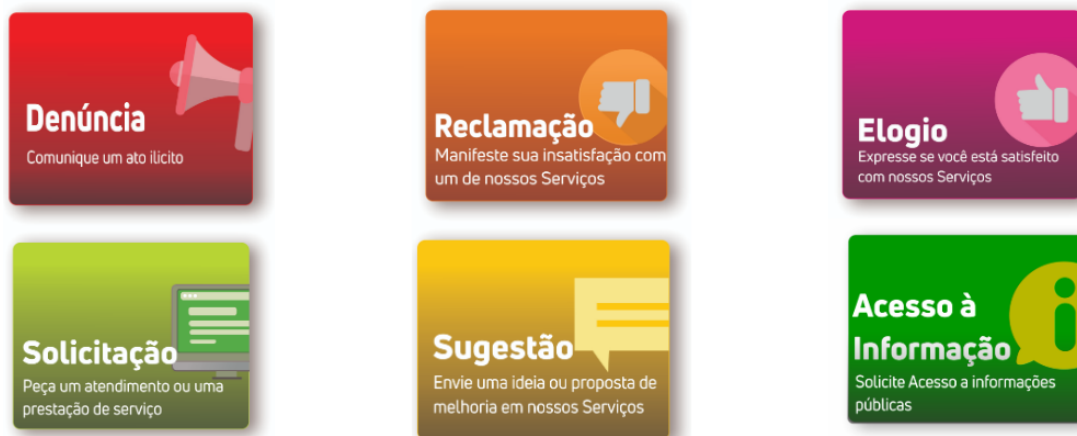 Denúncia
Comunique um ato ilicito
Reclamação
Manifeste sua insatisfação com
um de nossos Serviços
Elogio
Expresse se você está satisfeito
com nossos Serviços
Solicitação
Peça um atendimento ou uma
prestação de serviço
Sugestão
Envie uma ideia ou proposta de
melhoria em nossos Serviços
Acesso à
Informação
Solicite Acesso a informações
públicas